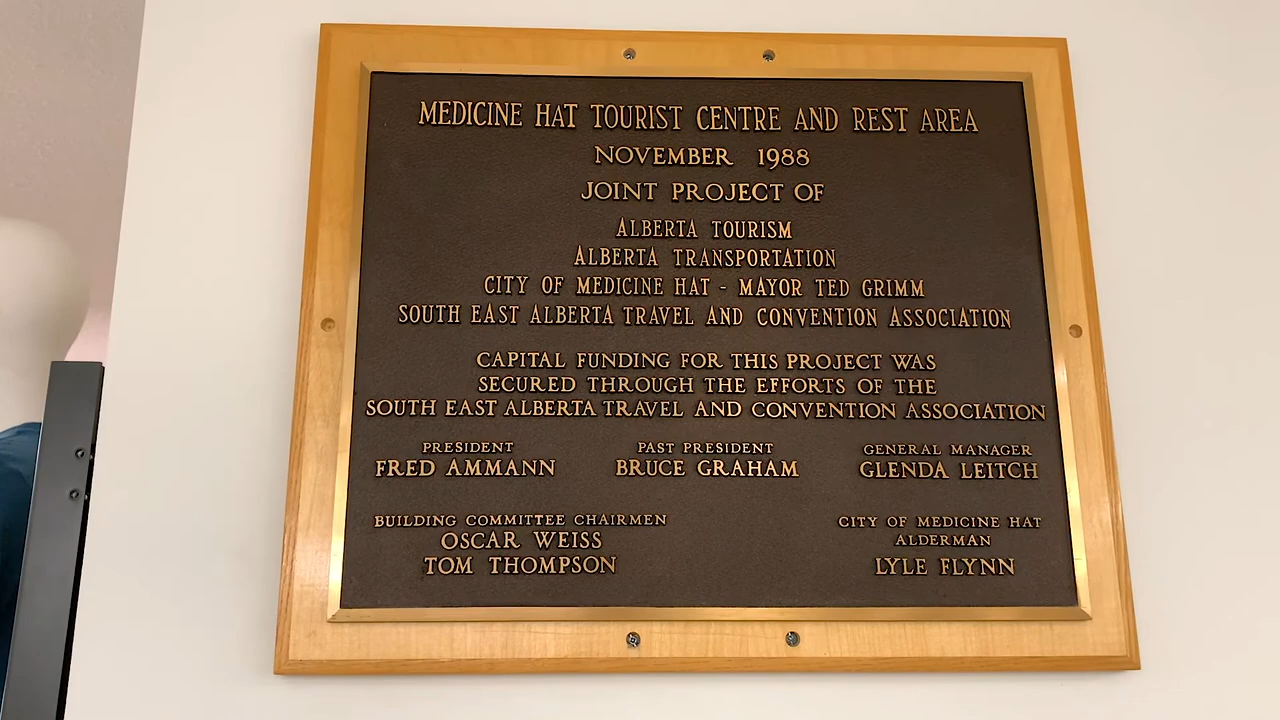 MEDICINE HAT TOURIST CENTRE AND REST AREA
NOVEMBER 1988
JOINT PROJECT OF
ALBERTA TOURISM
ALBERTA TRANSPORTATION
CITY OF MEDICINE HAT - MAYOR TED GRIMM
SOUTH EAST ALBERTA TRAVEL AND CONVENTION ASSOCIATION
CAPITAL FUNDING FOR THIS PROJECT WAS
SECURED THROUGH THE EFFORTS OF THE
SOUTH EAST ALBERTA TRAVEL AND CONVENTION ASSOCIATION
PRESIDENT
FRED AMMANN
PAST PRESIDENT
BRUCE GRAHAM
GENERAL MANAGER
GLENDA LEITCH
BUILDING COMMITTEE CHAIRMEN
OSCAR WEISS
TOM THOMPSON
CITY OF MEDICINE HAT
ALDERMAN
LYLE FLYNN